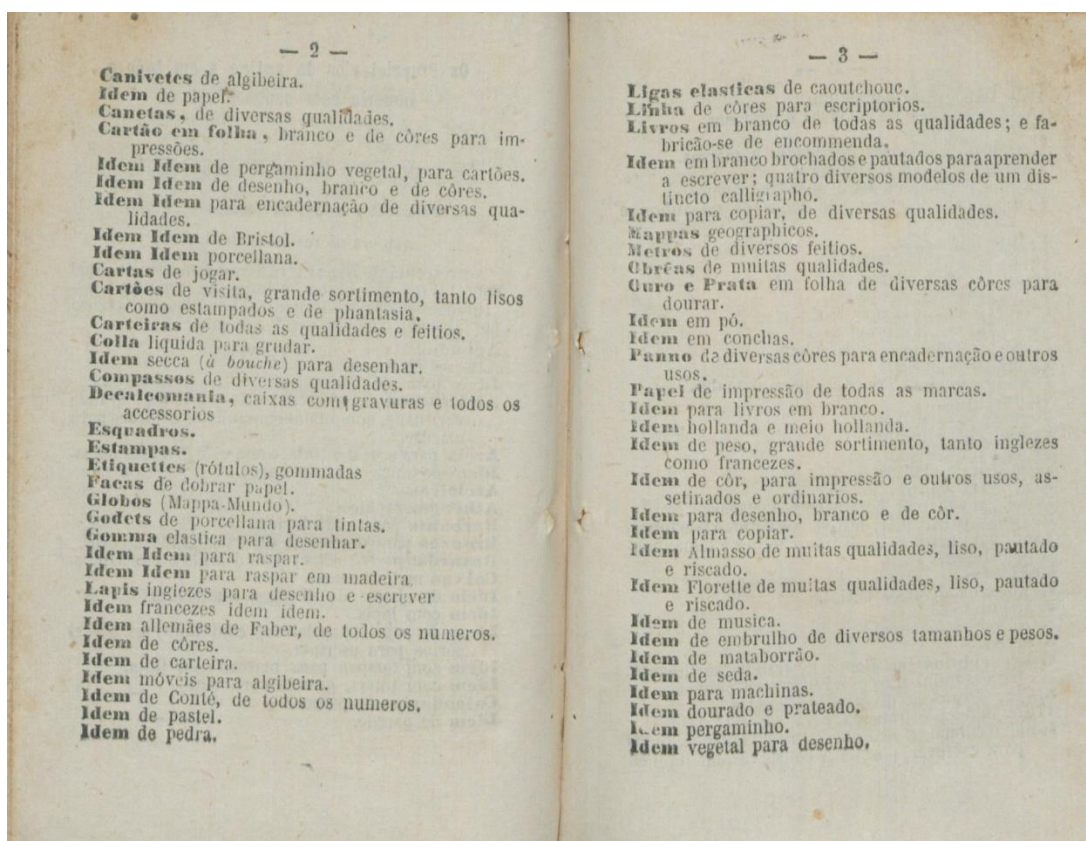 — 2 —
Canivetes de algibeira.
Idem de papel.
Canetas, de diversas qualidades.
Cartão em folha, branco e de côres para im-
pressões.
Idem Idem de pergaminho vegetal, para cartões.
Idem Idem de desenho, branco e de côres.
Idem Idem para encadernação de diversas qua-
lidades.
Idem Idem de Bristol.
Idem Idem porcellana.
Cartas de jogar.
Cartões de visita, grande sortimento, tanto lisos
como estampados e de phantasia.
Carteiras de todas as qualidades e feitios.
Colla liquida para grudar.
Idem secca (à bouche) para desenhar.
Compassos de diversas qualidades.
Decalcomania, caixas com gravuras e todos os
accessorios
Esquadros.
Estampas.
Etiquettes (rótulos), gommadas
Facas de dobrar papel.
Globos (Mappa-Mundo).
Godets de porcellana para tintas.
Gomma elastica para desenhar.
Idem Idem para raspar.
Idem Idem para raspar em madeira
Lapis inglezes para desenho e escrever
Idem francezes idem idem.
Idem allemães de Faber, de todos os numeros.
Idem de côres.
Idem de carteira.
Idem móveis para algibeira.
Idem de Conté, de todos os numeros.
Idem de pastel.
Idem de pedra.
— 3 —
Ligas elasticas de caoutchouc.
Linha de côres para escriptorios.
Livros em branco de todas as qualidades; e fa-
bricão-se de encommenda.
Idem em branco brochados e pautados para aprender
a escrever; quatro diversos modelos de um dis-
tincto calligrapho.
Idem para copiar, de diversas qualidades.
Mappas geographicos.
Metros de diversos feitios.
Obrêas de muitas qualidades.
Ouro e Prata em folha de diversas côres para
dourar.
Idem em pó.
Idem em conchas.
Panno de diversas côres para encadernação e outros
usos.
Papel de impressão de todas as marcas.
Idem para livros em branco.
Idem hollanda e meio hollanda.
Idem de peso, grande sortimento, tanto inglezes
como francezes.
Idem de côr, para impressão e outros usos, as-
setinados e ordinarios.
Idem para desenho, branco e de côr.
Idem para copiar.
Idem Almasso de muitas qualidades, liso, pautado
e riscado.
Idem Florette de muitas qualidades, liso, pautado
e riscado.
Idem de musica.
Idem de embrulho de diversos tamanhos e pesos.
Idem de mataborrão.
Idem de seda.
Idem para machinas.
Idem dourado e prateado.
Idem pergaminho.
Idem vegetal para desenho.